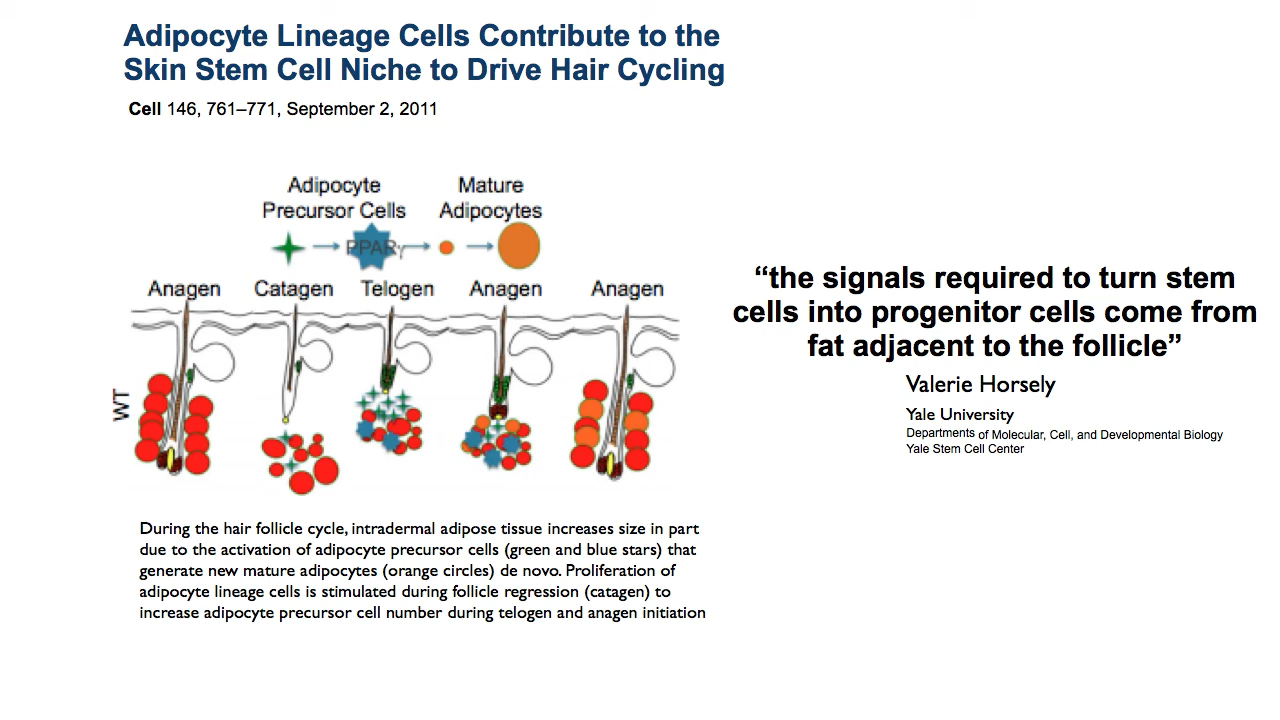 Adipocyte Lineage Cells Contribute to the
Skin Stem Cell Niche to Drive Hair Cycling
Cell 146, 761–771, September 2, 2011
Adipocyte
Precursor Cells
Mature
Adipocytes
PPARγ
Anagen Catagen Telogen Anagen Anagen
WT
During the hair follicle cycle, intradermal adipose tissue increases size in part
due to the activation of adipocyte precursor cells (green and blue stars) that
generate new mature adipocytes (orange circles) de novo. Proliferation of
adipocyte lineage cells is stimulated during follicle regression (catagen) to
increase adipocyte precursor cell number during telogen and anagen initiation
“the signals required to turn stem
cells into progenitor cells come from
fat adjacent to the follicle”
Valerie Horsely
Yale University
Departments of Molecular, Cell, and Developmental Biology
Yale Stem Cell Center